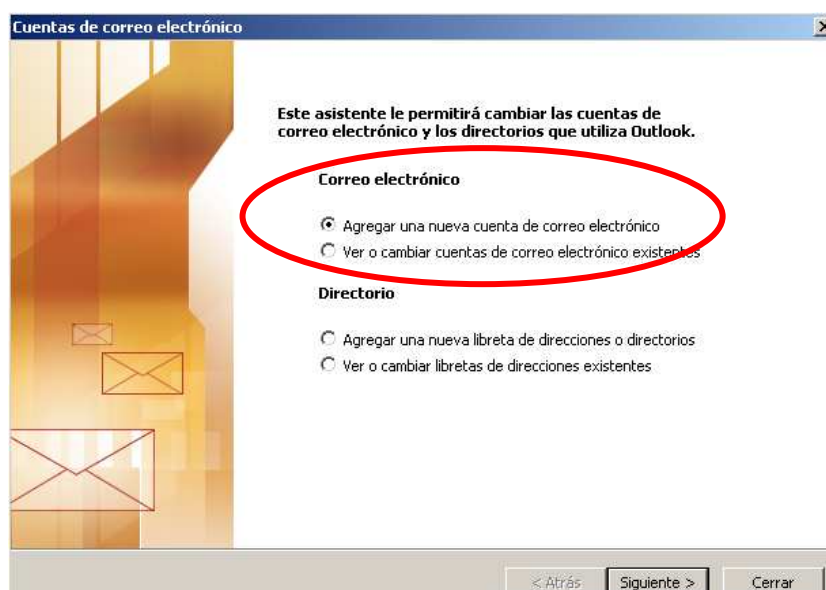 Cuentas de correo electrónico
Este asistente le permitirá cambiar las cuentas de
correo electrónico y los directorios que utiliza Outlook.
Correo electrónico
Agregar una nueva cuenta de correo electrónico
Ver o cambiar cuentas de correo electrónico existentes
Directorio
Agregar una nueva libreta de direcciones o directorios
Ver o cambiar libretas de direcciones existentes
< Atrás Siguiente > Cerrar